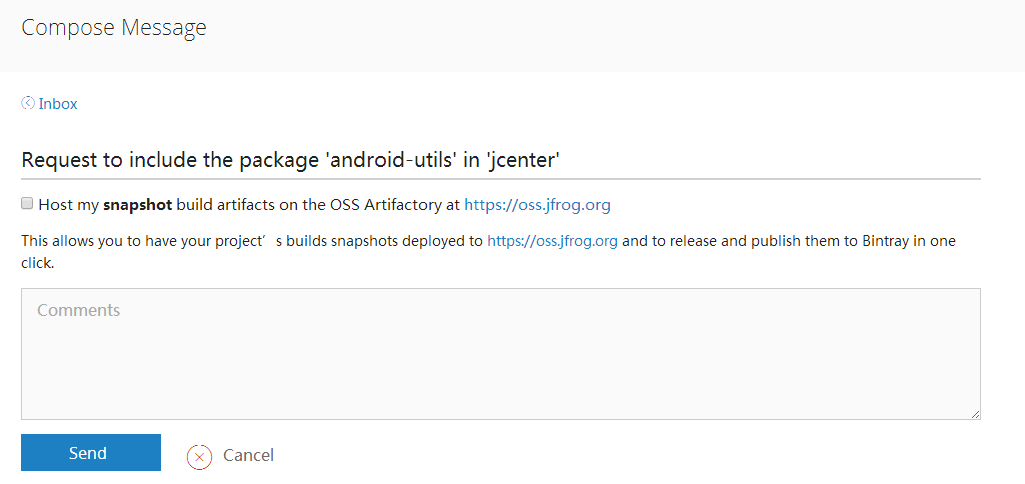 Compose Message
Inbox
Request to include the package 'android-utils' in 'jcenter'
Host my snapshot build artifacts on the OSS Artifactory at https://oss.jfrog.org
This allows you to have your project’s builds snapshots deployed to https://oss.jfrog.org and to release and publish them to Bintray in one
click.
Comments
Send
Cancel